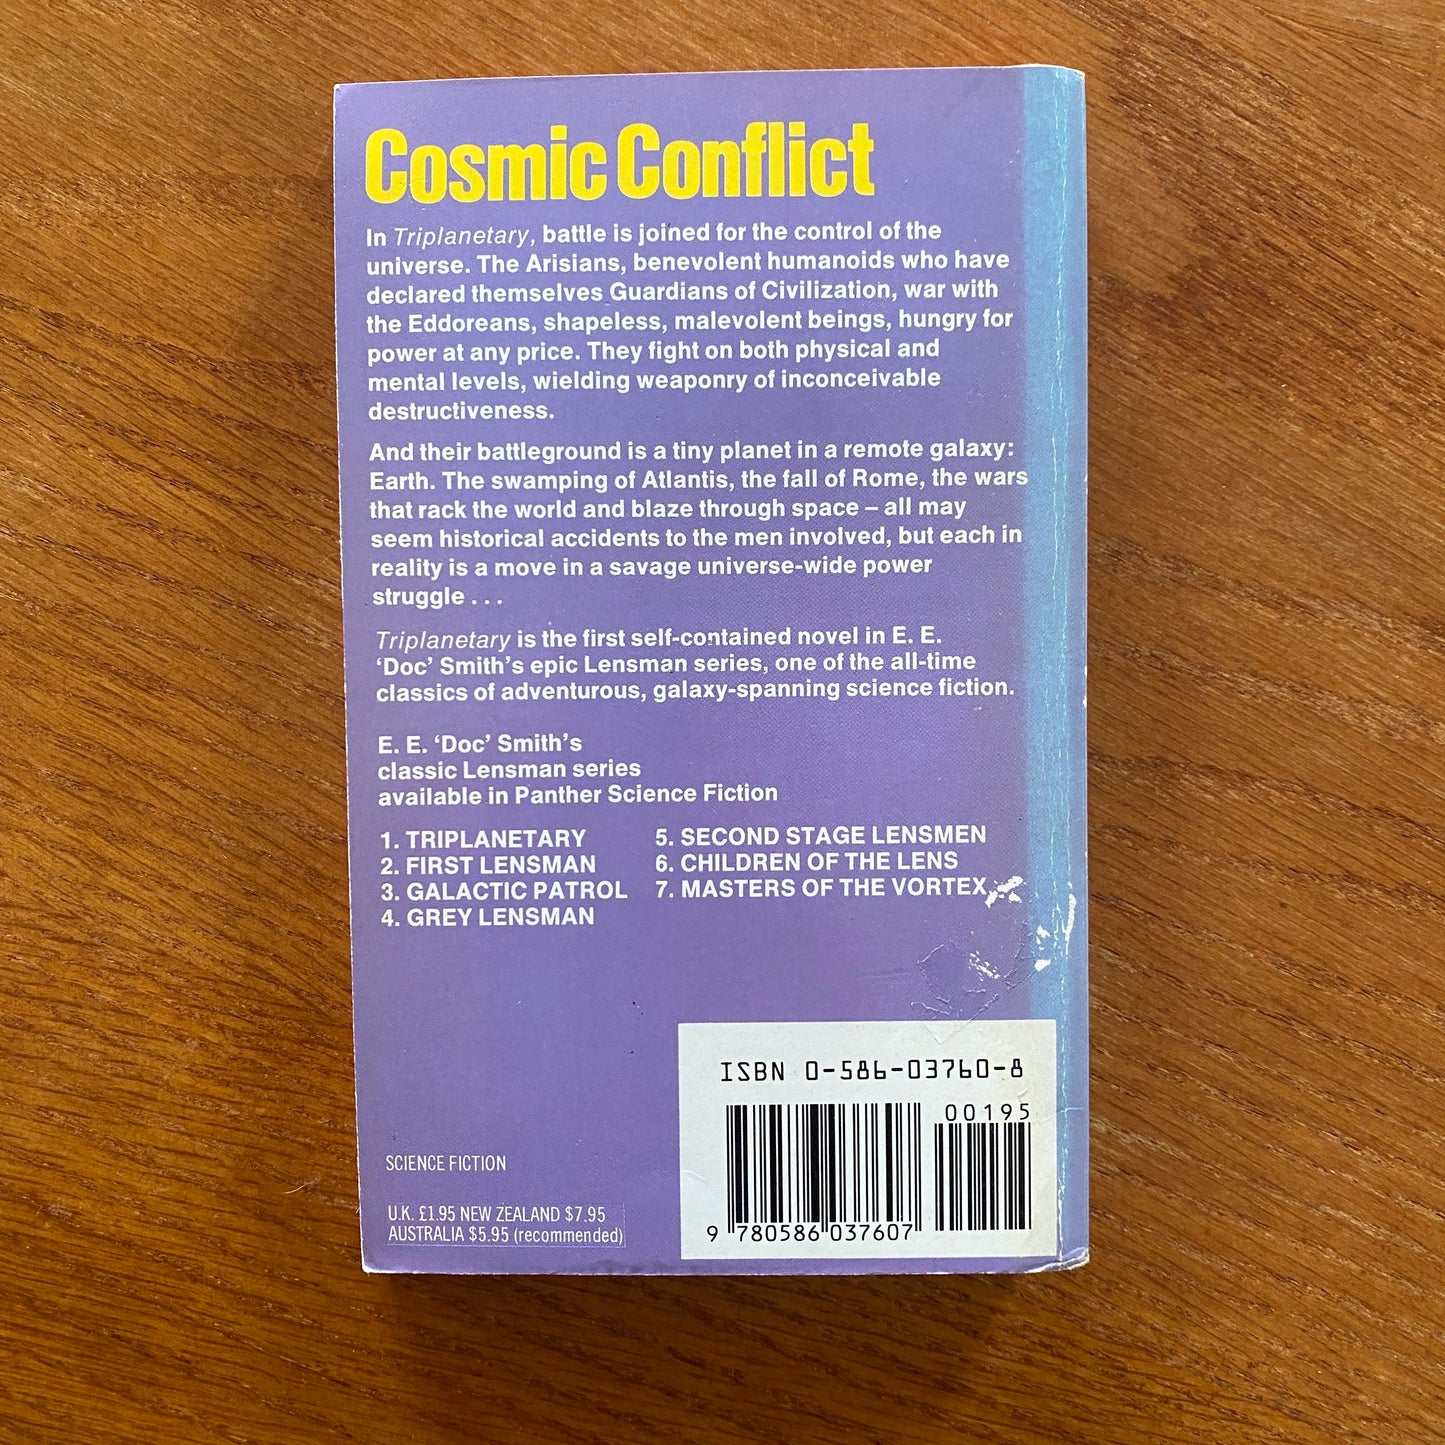 Cosmic Conflict
In Triplanetary, battle is joined for the control of the
universe. The Arisians, benevolent humanoids who have
declared themselves Guardians of Civilization, war with
the Eddoreans, shapeless, malevolent beings, hungry for
power at any price. They fight on both physical and
mental levels, wielding weaponry of inconceivable
destructiveness.
And their battleground is a tiny planet in a remote galaxy:
Earth. The swamping of Atlantis, the fall of Rome, the wars
that rack the world and blaze through space – all may
seem historical accidents to the men involved, but each in
reality is a move in a savage universe-wide power
struggle . . .
Triplanetary is the first self-contained novel in E. E.
‘Doc’ Smith’s epic Lensman series, one of the all-time
classics of adventurous, galaxy-spanning science fiction.
E. E. ‘Doc’ Smith’s
classic Lensman series
available in Panther Science Fiction
1. TRIPLANETARY
2. FIRST LENSMAN
3. GALACTIC PATROL
4. GREY LENSMAN
5. SECOND STAGE LENSMEN
6. CHILDREN OF THE LENS
7. MASTERS OF THE VORTEX
ISBN 0-586-03760-8
00195
9 780586 037607
SCIENCE FICTION
U.K. £1.95 NEW ZEALAND $7.95
AUSTRALIA $5.95 (recommended)